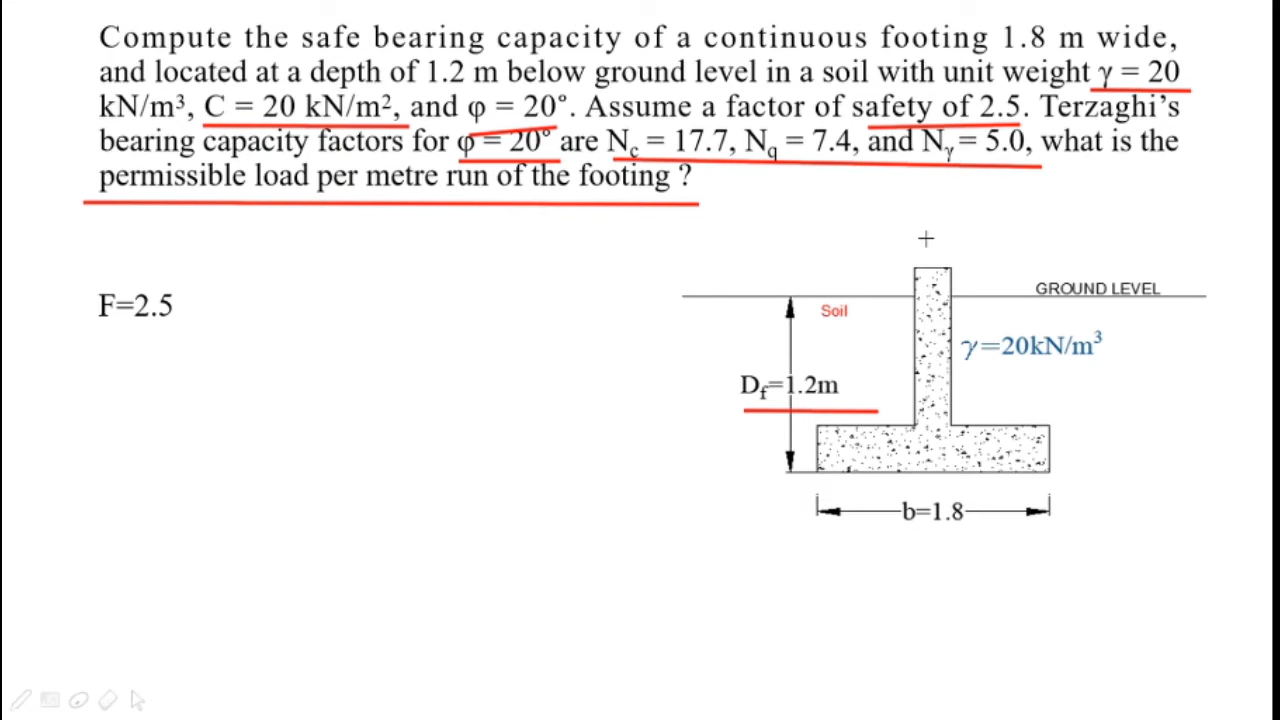 Compute the safe bearing capacity of a continuous footing 1.8 m wide,
and located at a depth of 1.2 m below ground level in a soil with unit weight γ = 20
kN/m³, C = 20 kN/m², and φ = 20°. Assume a factor of safety of 2.5. Terzaghi’s
bearing capacity factors for φ = 20° are N_c = 17.7, N_q = 7.4, and N_γ = 5.0, what is the
permissible load per metre run of the footing ?
+
GROUND LEVEL
F=2.5
Soil
γ=20kN/m³
D_f=1.2m
b=1.8